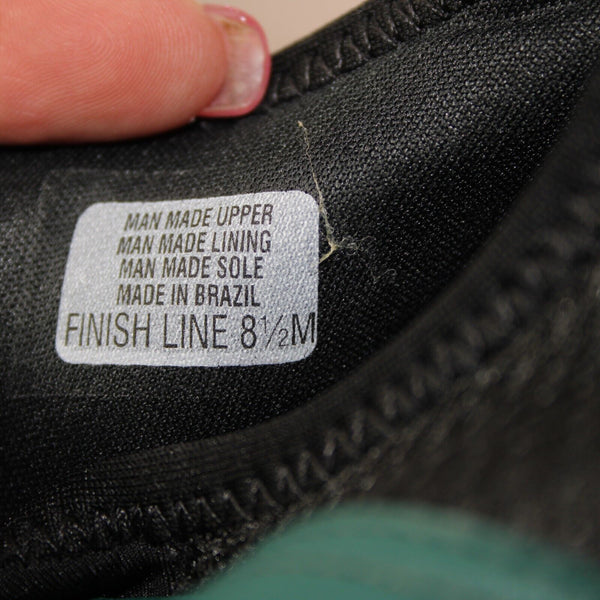 MAN MADE UPPER
MAN MADE LINING
MAN MADE SOLE
MADE IN BRAZIL
FINISH LINE 8½M